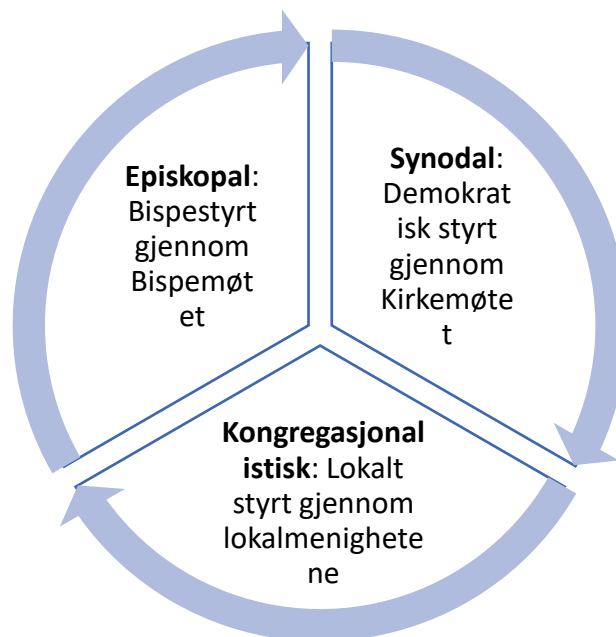 Episkopal:
Bispestyrt
gjennom
Bispemøt
et
Synodal:
Demokrat
isk styrt
gjennom
Kirkemøte
t
Kongregasjonal
istisk: Lokalt
styrt gjennom
lokalmenighete
ne